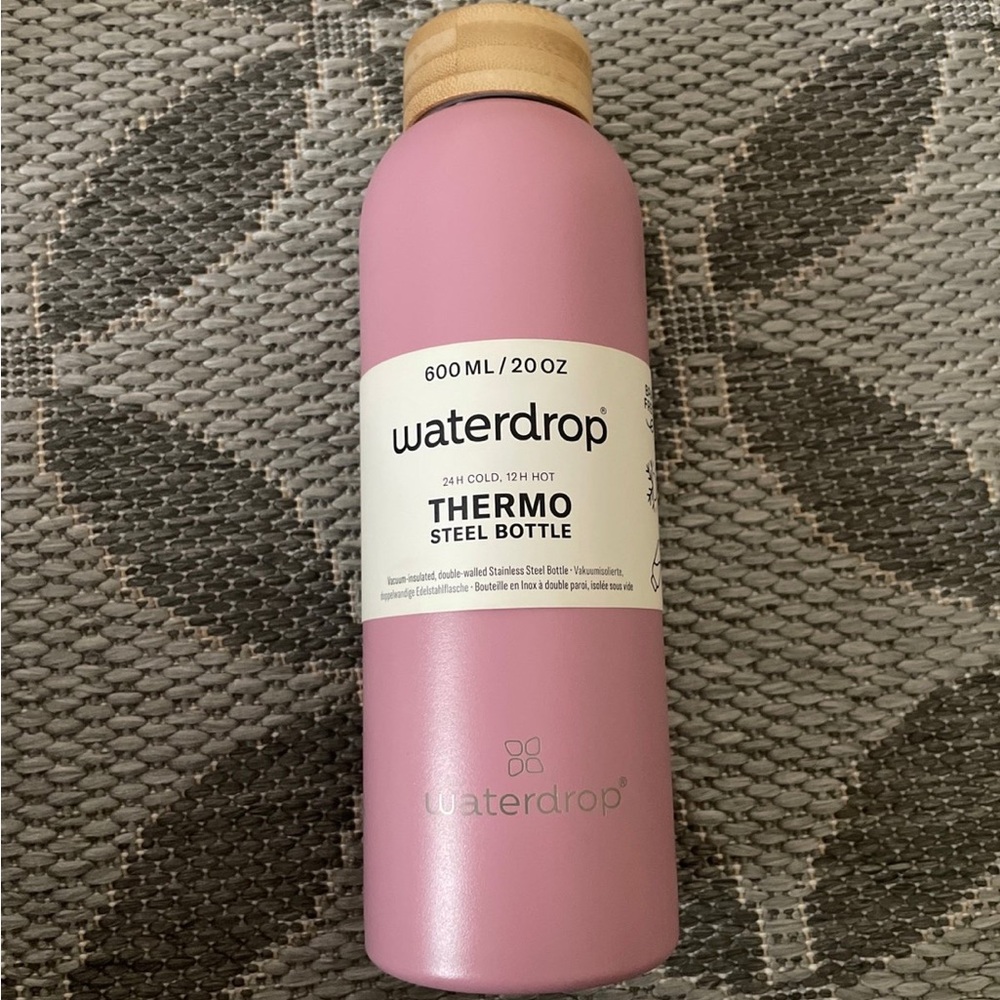 600 ML / 20 OZ
waterdrop®
24 H COLD, 12 H HOT
THERMO
STEEL BOTTLE
Vacuum-insulated, double-walled Stainless Steel Bottle · Vakuumisolierte,
doppelwandige Edelstahlflasche · Bouteille en Inox à double paroi, isolée sous vide
waterdrop®